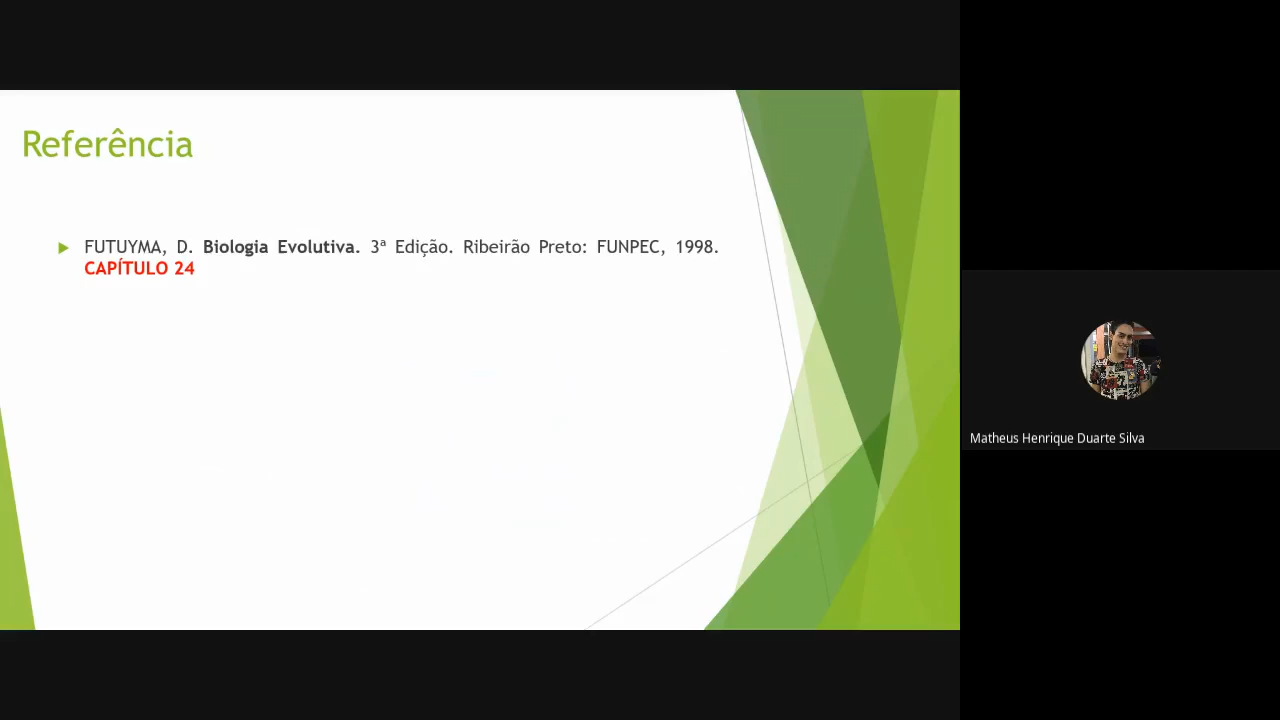 Referência
FUTUYMA, D. Biologia Evolutiva. 3ª Edição. Ribeirão Preto: FUNPEC, 1998.
CAPÍTULO 24
Matheus Henrique Duarte Silva